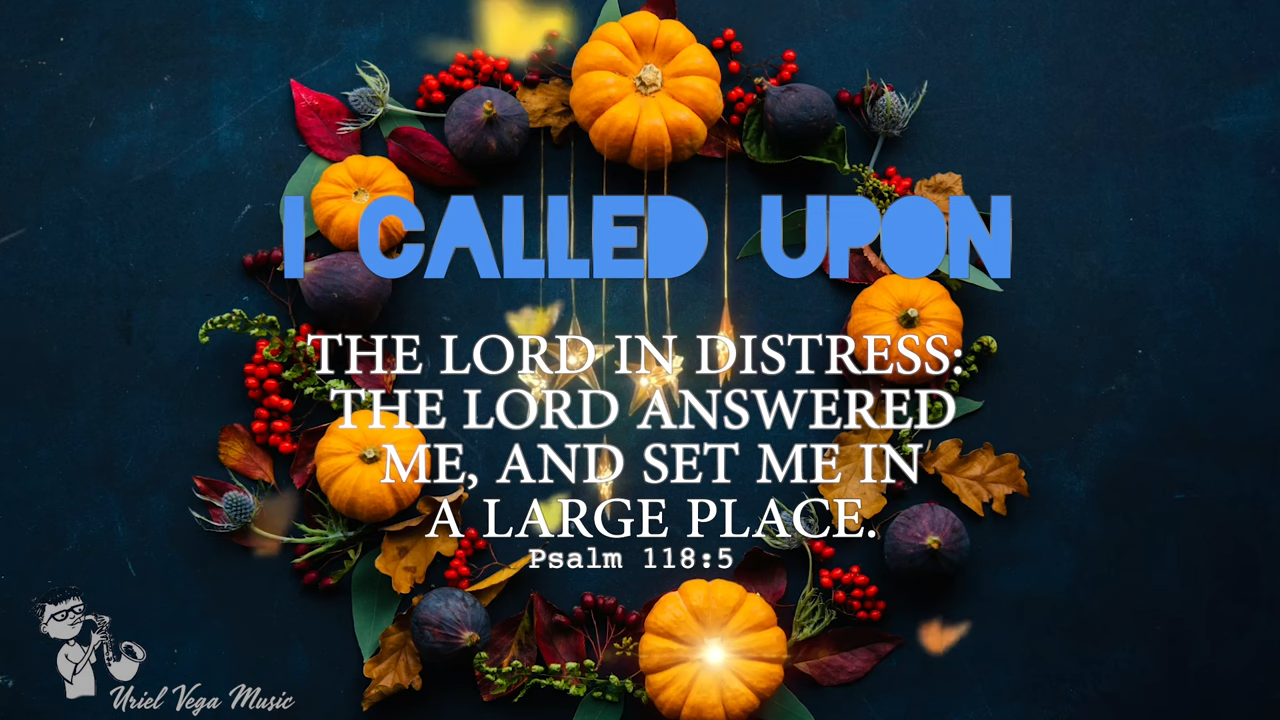 I CALLED UPON
THE LORD IN DISTRESS:
THE LORD ANSWERED
ME, AND SET ME IN
A LARGE PLACE.
Psalm 118:5
Uriel Vega Music